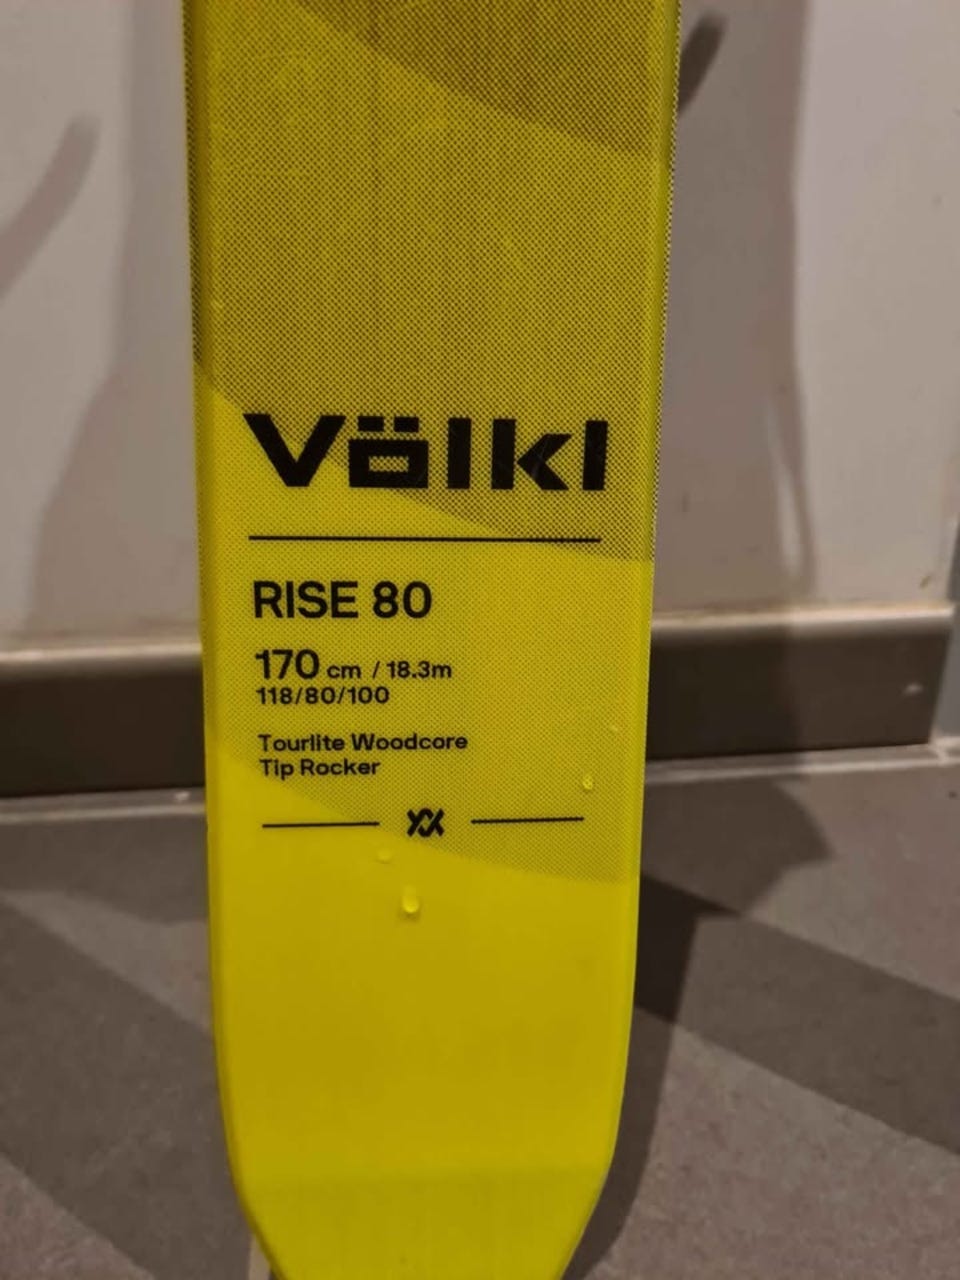 Völkl
RISE 80
170 cm / 18.3m
118/80/100
Tourlite Woodcore
Tip Rocker